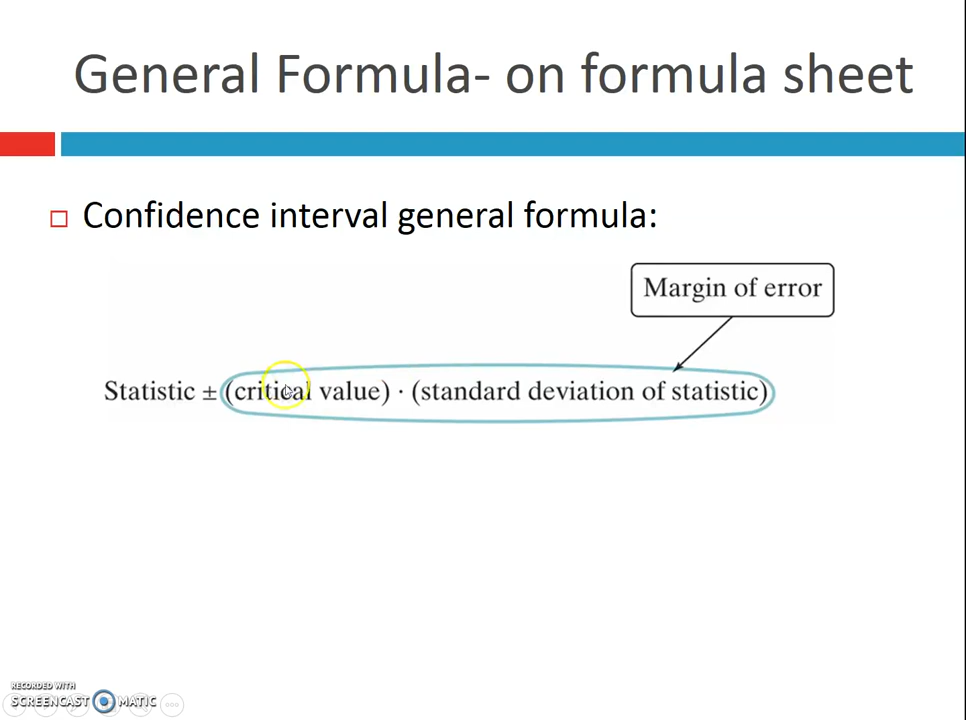 General Formula- on formula sheet
Confidence interval general formula:
Margin of error
Statistic ± (critical value) · (standard deviation of statistic)
RECORDED WITH
SCREENCAST MATIC